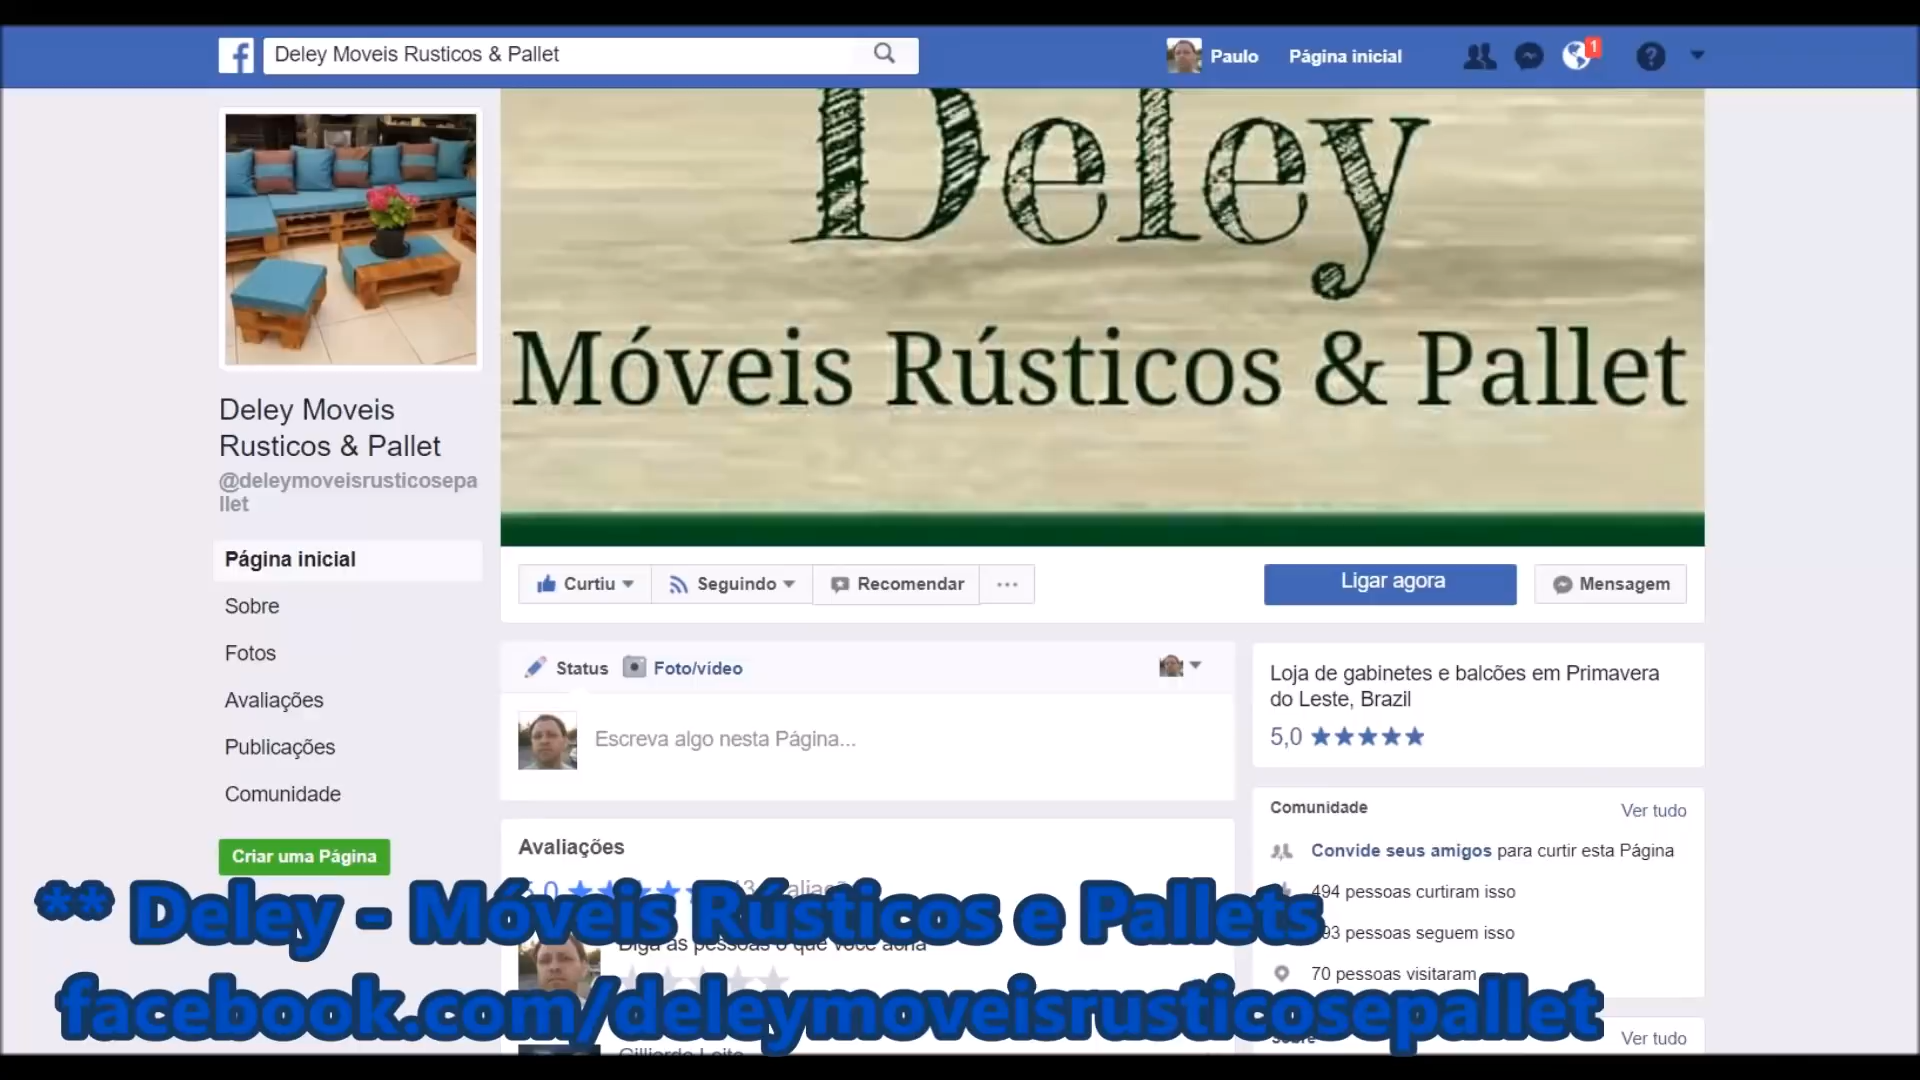 Deley Moveis Rusticos & Pallet
Paulo
Página inicial
1
?
Deley
Móveis Rústicos & Pallet
Deley Moveis
Rusticos & Pallet
@deleymoveisrusticosepa
llet
Página inicial
Sobre
Fotos
Avaliações
Publicações
Comunidade
Criar uma Página
Curtiu
Seguindo
Recomendar
...
Ligar agora
Mensagem
Status
Foto/vídeo
Escreva algo nesta Página...
Avaliações
Loja de gabinetes e balcões em Primavera
do Leste, Brazil
5,0 ★★★★★
Comunidade
Ver tudo
Convide seus amigos para curtir esta Página
494 pessoas curtiram isso
pessoas seguem isso
70 pessoas visitaram
Ver tudo
** Deley - Móveis Rústicos e Pallets
facebook.com/deleymoveisrusticosepallet